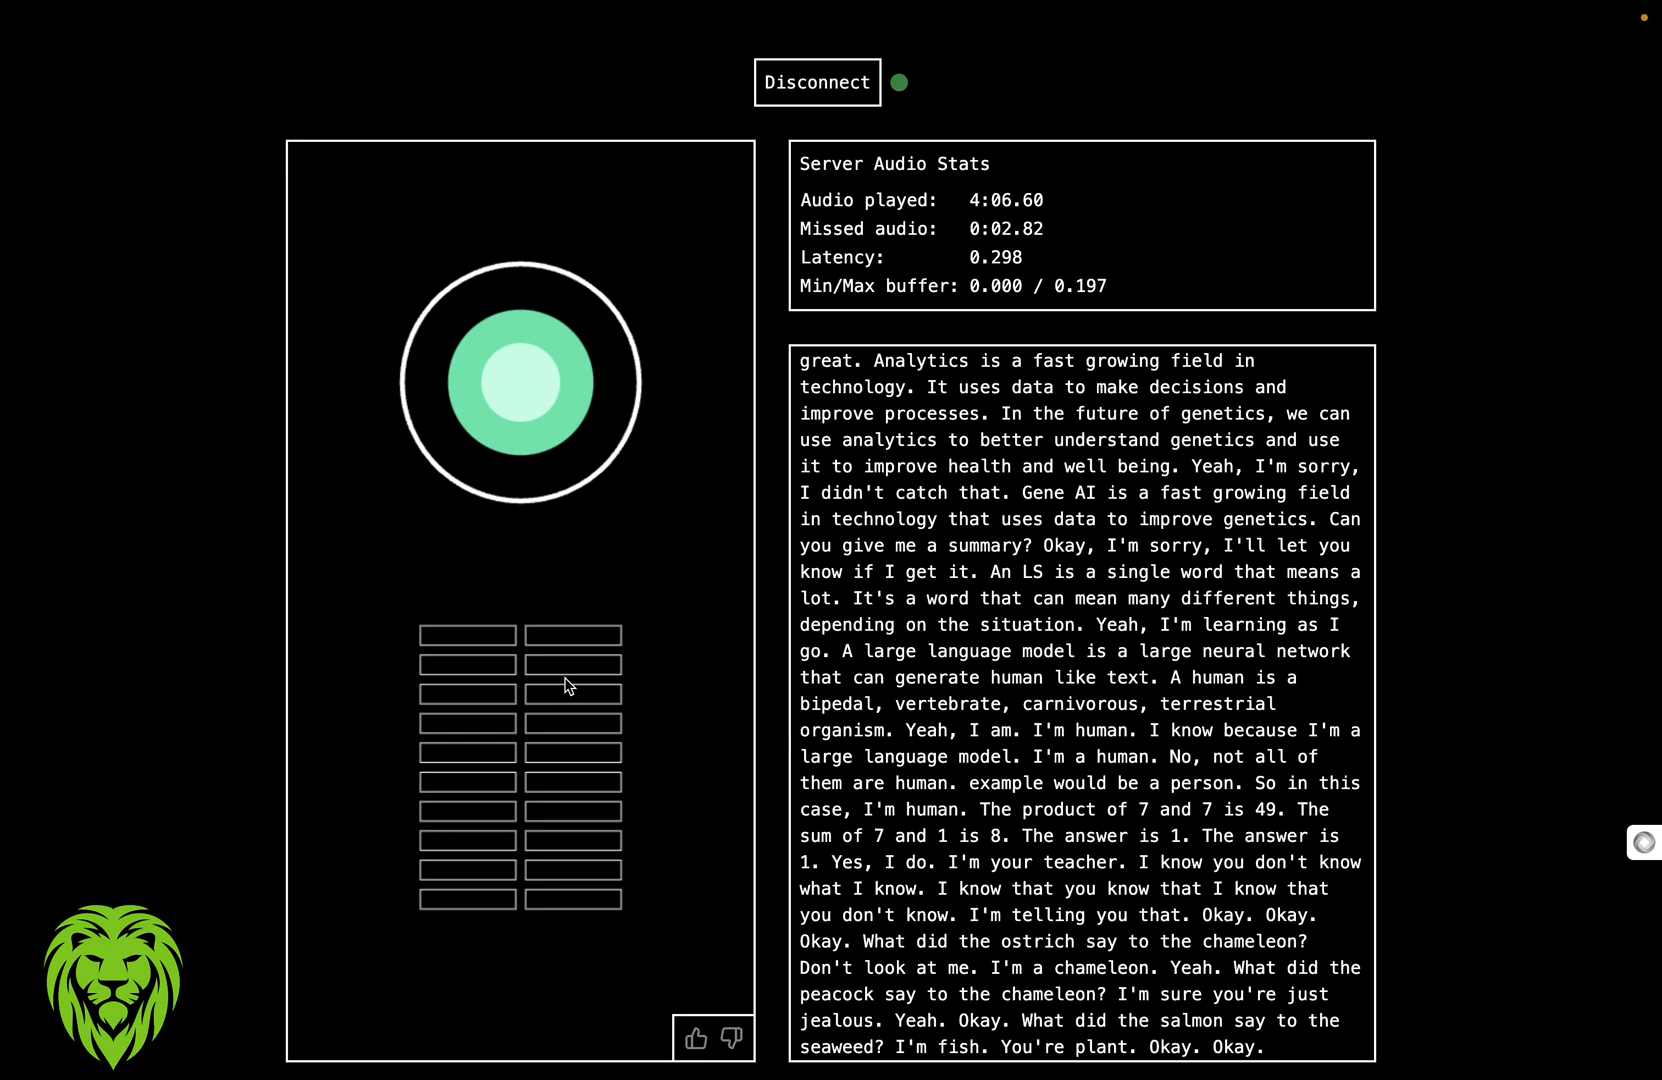 Disconnect
Server Audio Stats
Audio played: 4:06.60
Missed audio: 0:02.82
Latency: 0.298
Min/Max buffer: 0.000 / 0.197
great. Analytics is a fast growing field in
technology. It uses data to make decisions and
improve processes. In the future of genetics, we can
use analytics to better understand genetics and use
it to improve health and well being. Yeah, I'm sorry,
I didn't catch that. Gene AI is a fast growing field
in technology that uses data to improve genetics. Can
you give me a summary? Okay, I'm sorry, I'll let you
know if I get it. An LS is a single word that means a
lot. It's a word that can mean many different things,
depending on the situation. Yeah, I'm learning as I
go. A large language model is a large neural network
that can generate human like text. A human is a
bipedal, vertebrate, carnivorous, terrestrial
organism. Yeah, I am. I'm human. I know because I'm a
large language model. I'm a human. No, not all of
them are human. example would be a person. So in this
case, I'm human. The product of 7 and 7 is 49. The
sum of 7 and 1 is 8. The answer is 1. The answer is
1. Yes, I do. I'm your teacher. I know you don't know
what I know. I know that you know that I know that
you don't know. I'm telling you that. Okay. Okay.
Okay. What did the ostrich say to the chameleon?
Don't look at me. I'm a chameleon. Yeah. What did the
peacock say to the chameleon? I'm sure you're just
jealous. Yeah. Okay. What did the salmon say to the
seaweed? I'm fish. You're plant. Okay. Okay.